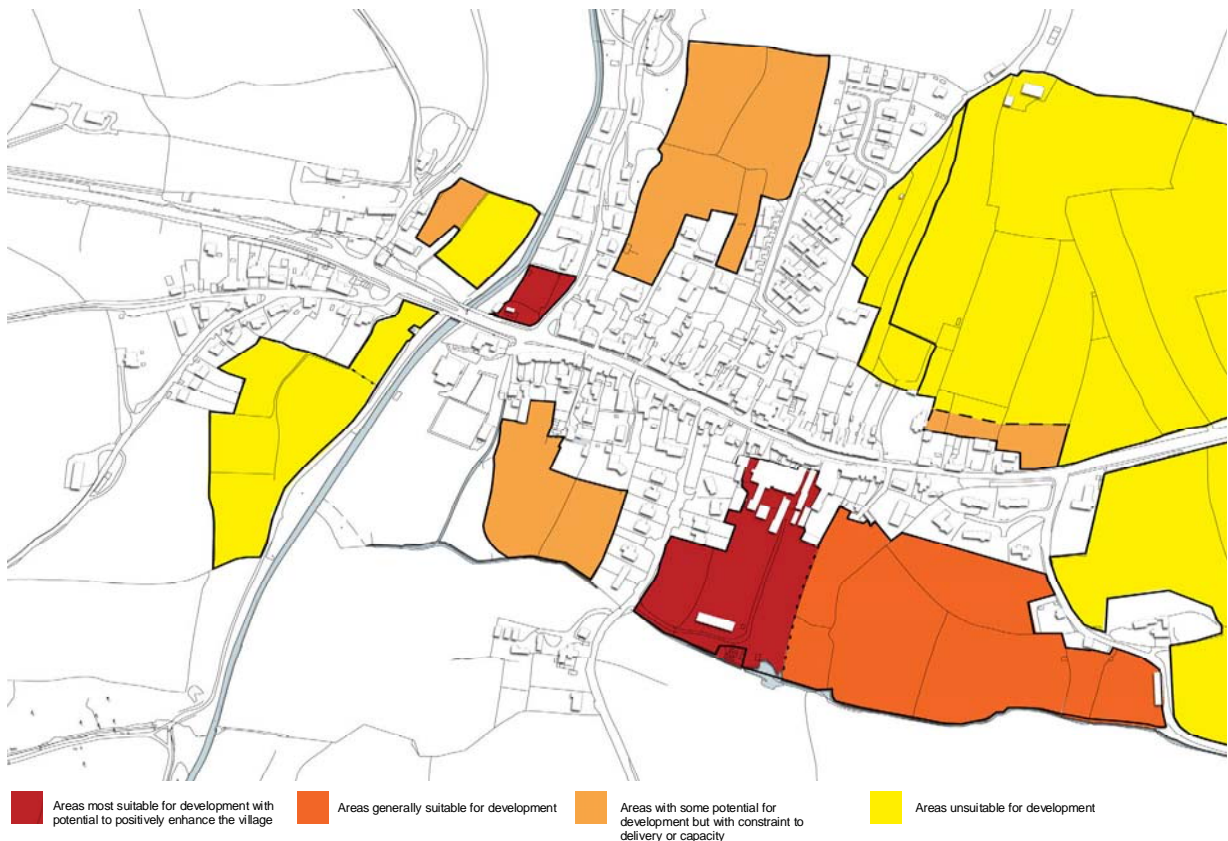 Areas most suitable for development with
potential to positively enhance the village
Areas generally suitable for development
Areas with some potential for
development but with constraint to
delivery or capacity
Areas unsuitable for development